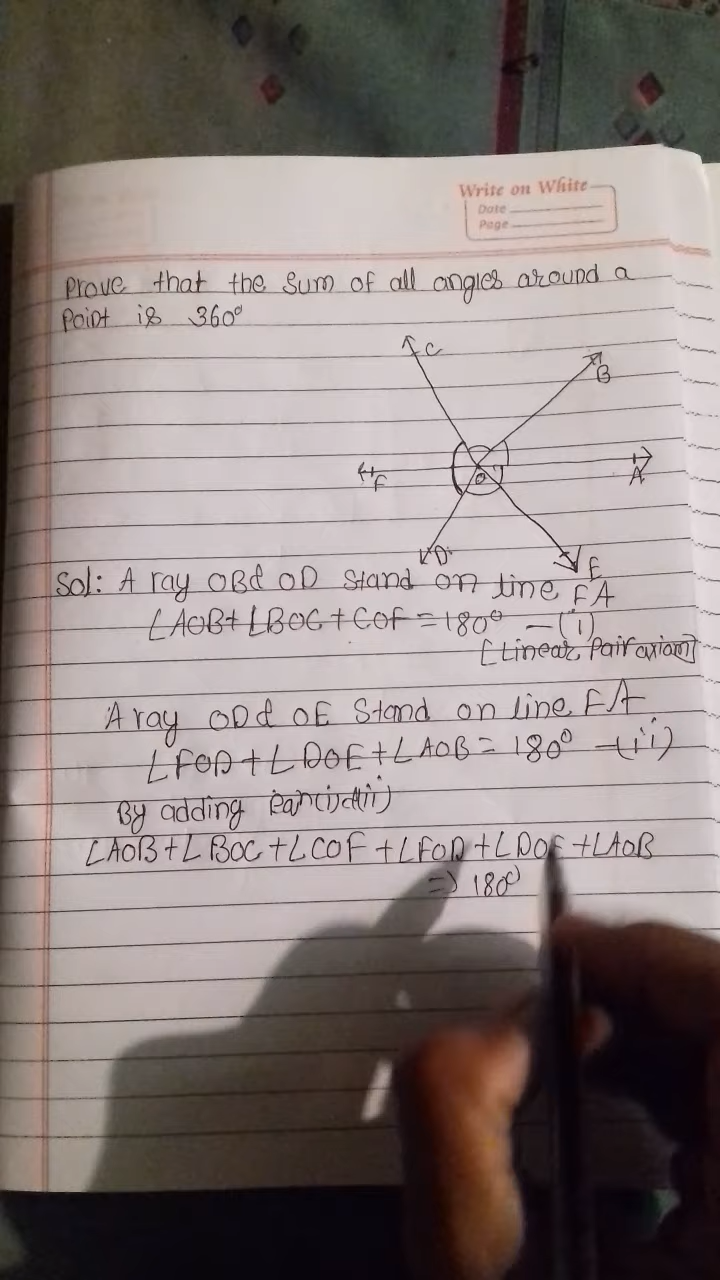 Write on White
Date
Page
Prove that the Sum of all angles around a
Point is 360°
C
B
F
O
A
D
E
Sol: A ray OB& OD Stand on line FA
∠AOB+∠BOC+COF=180° -(i)
[Linear Pair axiom]
A ray OD& OE Stand on line FA
∠FOD+∠DOE+∠AOB=180° -(ii)
By adding (i)&(ii)
∠AOB+∠BOC+∠COF+∠FOD+∠DOE+∠AOB
=> 180°